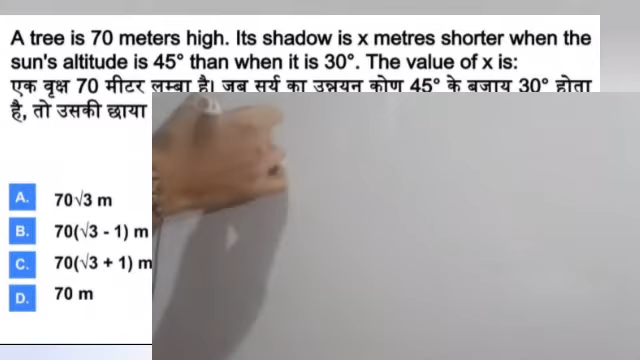 A tree is 70 meters high. Its shadow is x metres shorter when the
sun's altitude is 45° than when it is 30°. The value of x is:
एक वृक्ष 70 मीटर लम्बा है। जब सूर्य का उन्नयन कोण 45° के बजाय 30° होता
है, तो उसकी छाया
A. 70√3 m
B. 70(√3 - 1) m
C. 70(√3 + 1) m
D. 70 m